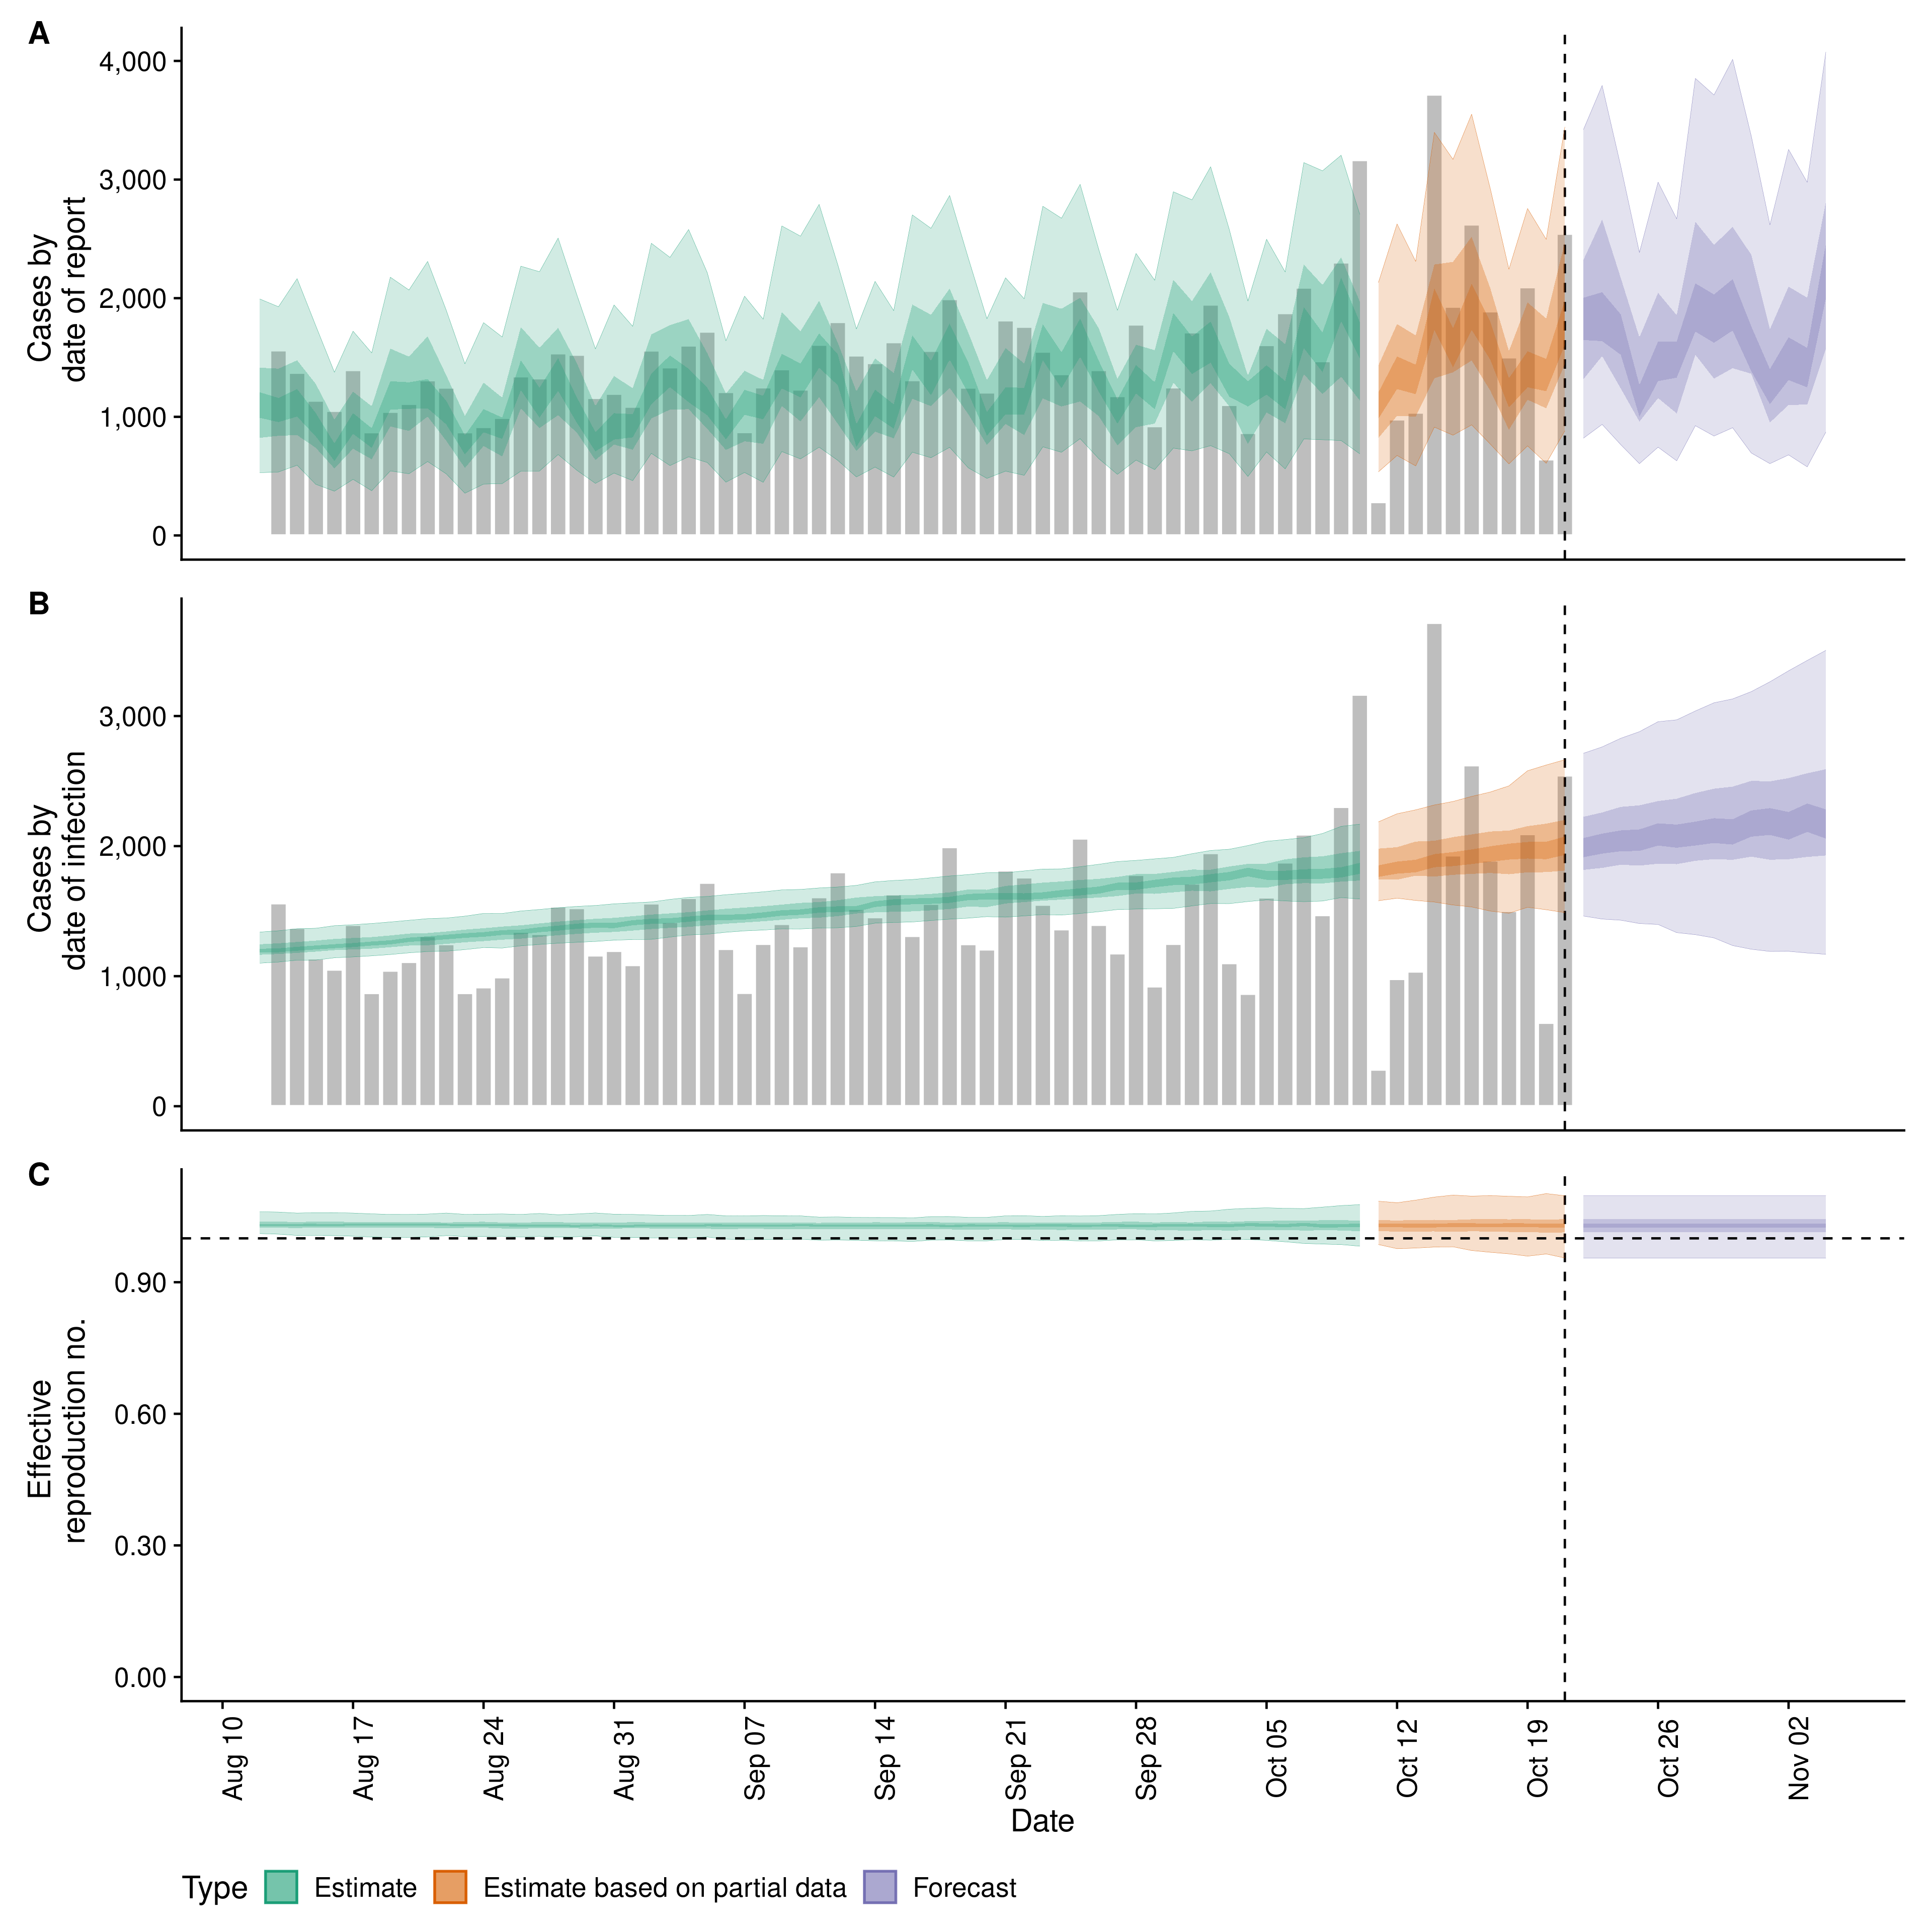 A
Cases by
date of report
4,000
3,000
2,000
1,000
0
B
Cases by
date of infection
3,000
2,000
1,000
0
C
Effective
reproduction no.
0.90
0.60
0.30
0.00
Aug 10
Aug 17
Aug 24
Aug 31
Sep 07
Sep 14
Sep 21
Sep 28
Oct 05
Oct 12
Oct 19
Oct 26
Nov 02
Date
Type Estimate Estimate based on partial data Forecast